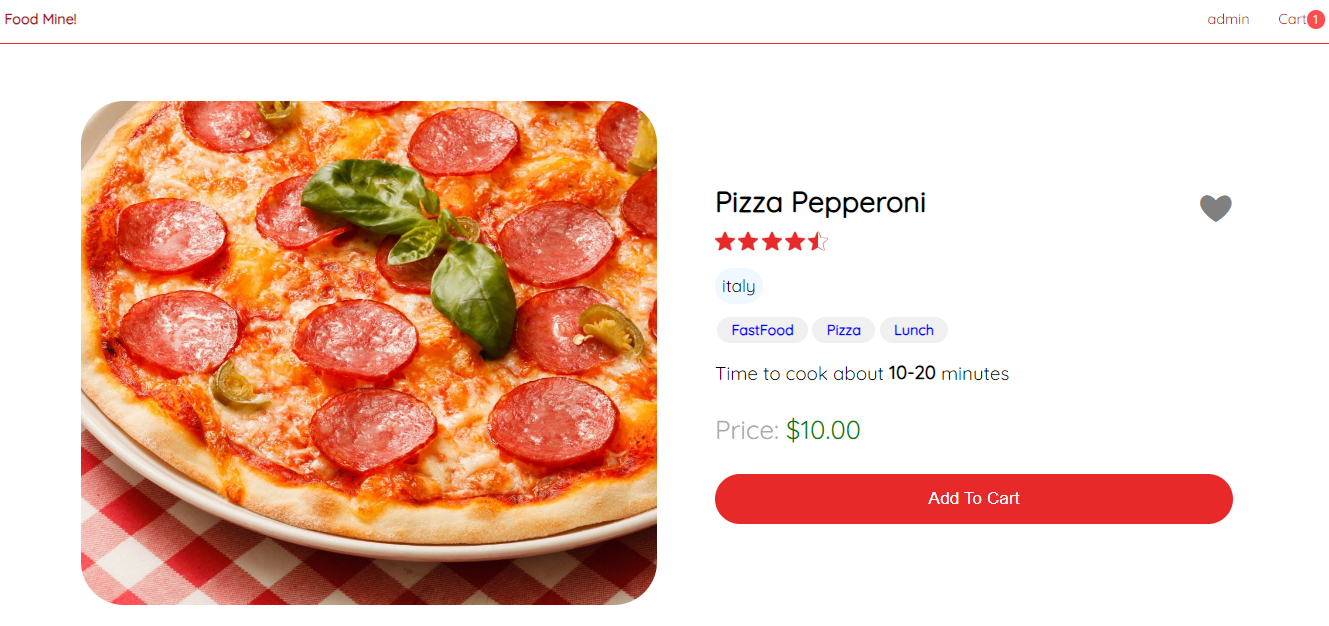 Food Mine!
admin
Cart 1
Pizza Pepperoni
italy
FastFood Pizza Lunch
Time to cook about 10-20 minutes
Price: $10.00
Add To Cart